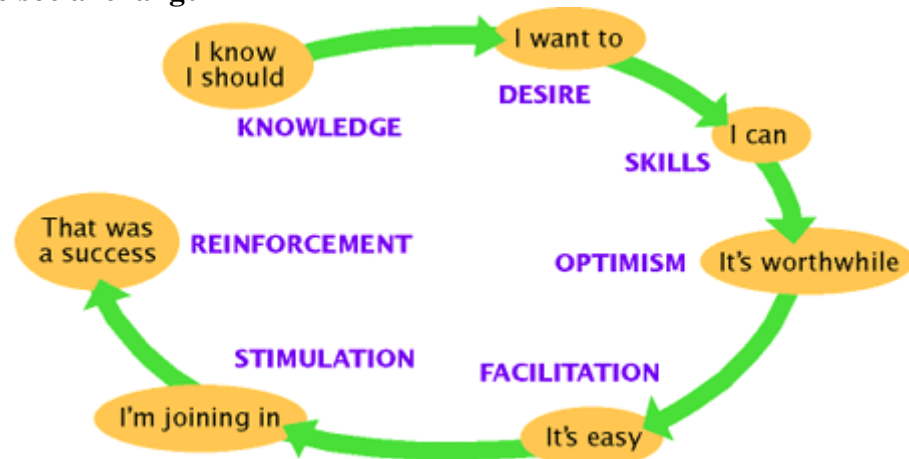 I know
I should
KNOWLEDGE
I want to
DESIRE
I can
SKILLS
It's worthwhile
OPTIMISM
It's easy
FACILITATION
I'm joining in
STIMULATION
That was
a success
REINFORCEMENT